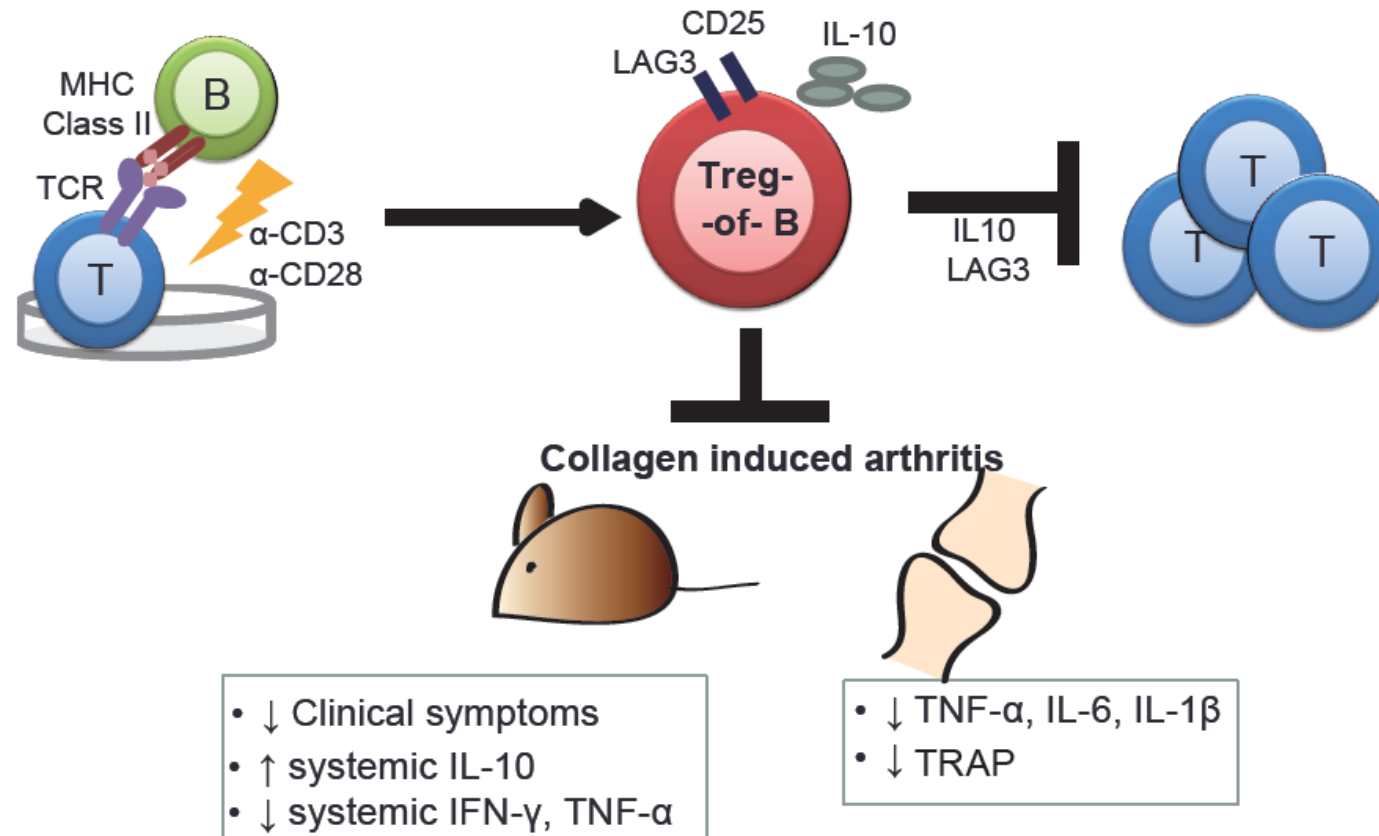 B
MHC
Class II
TCR
T
α-CD3
α-CD28
CD25
LAG3
IL-10
Treg-
-of- B
IL10
LAG3
T
T
T
Collagen induced arthritis
• ↓ Clinical symptoms
• ↑ systemic IL-10
• ↓ systemic IFN-γ, TNF-α
• ↓ TNF-α, IL-6, IL-1β
• ↓ TRAP